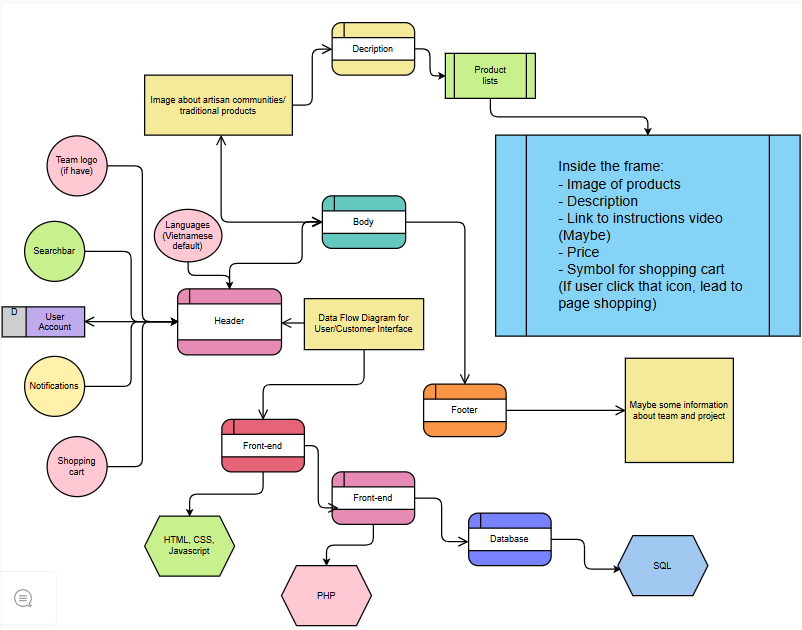 Decription
Product
lists
Image about artisan communities/
traditional products
Inside the frame:
- Image of products
- Description
- Link to instructions video
(Maybe)
- Price
- Symbol for shopping cart
(If user click that icon, lead to
page shopping)
Team logo
(if have)
Languages
(Vietnamese
default)
Body
Searchbar
D
User
Account
Header
Data Flow Diagram for
User/Customer Interface
Notifications
Footer
Maybe some information
about team and project
Front-end
Shopping
cart
Front-end
HTML, CSS,
Javascript
Database
SQL
PHP